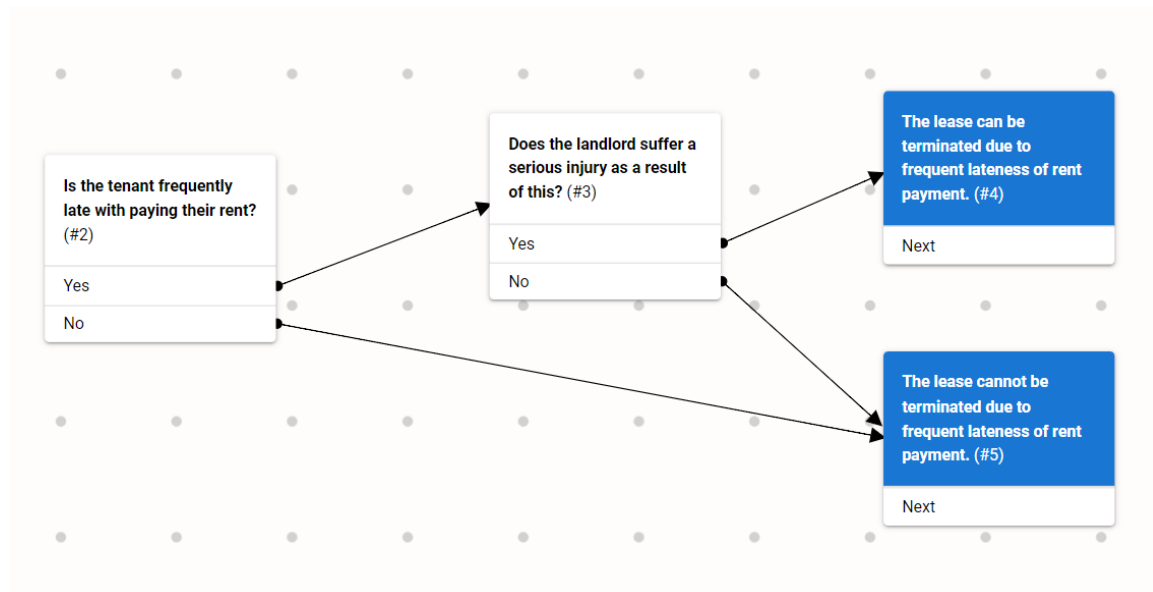 Is the tenant frequently
late with paying their rent?
(#2)
Yes
No
Does the landlord suffer a
serious injury as a result
of this? (#3)
Yes
No
The lease can be
terminated due to
frequent lateness of rent
payment. (#4)
Next
The lease cannot be
terminated due to
frequent lateness of rent
payment. (#5)
Next